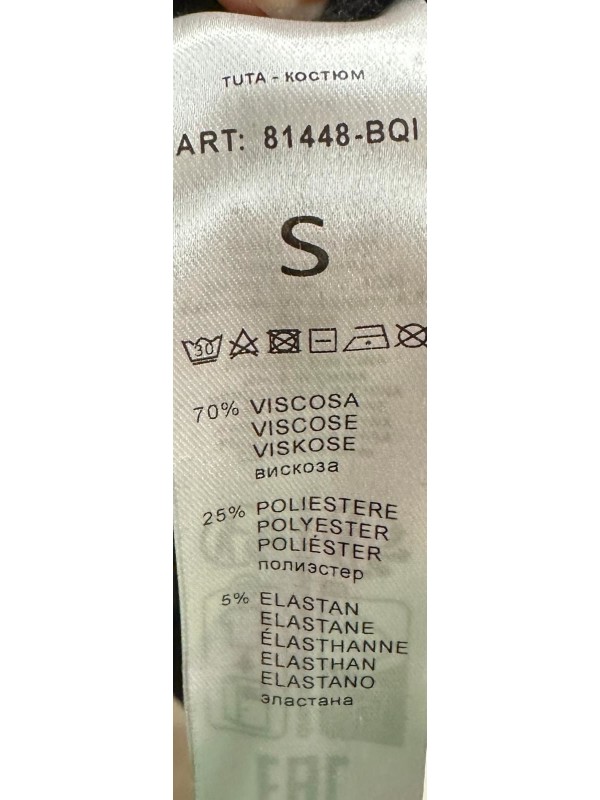 TUTA - КОСТЮМ
ART: 81448-BQI
S
30
70% VISCOSA
VISCOSE
VISKOSE
вискоза
25% POLIESTERE
POLYESTER
POLIÉSTER
полиэстер
5% ELASTAN
ELASTANE
ÉLASTHANNE
ELASTHAN
ELASTANO
эластана